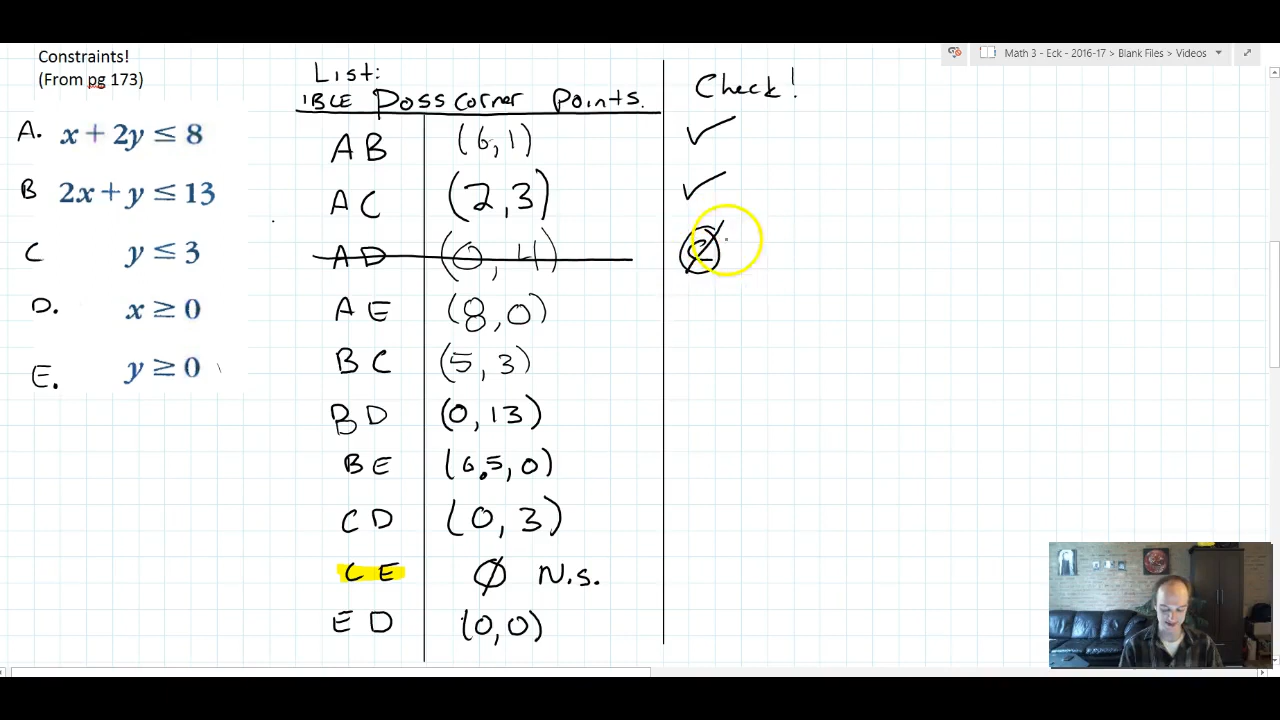 Constraints!
(From pg 173)
Math 3 - Eck - 2016-17 > Blank Files > Videos
List:
IBLE Poss Corner Points.
Check!
A. x + 2y ≤ 8
B 2x + y ≤ 13
C y ≤ 3
D. x ≥ 0
E. y ≥ 0
AB (6,1) ✓
AC (2,3) ✓
AD (0,4) C
AE (8,0)
BC (5,3)
BD (0,13)
BE (6.5,0)
CD (0,3)
CE ∅ N.S.
ED (0,0)